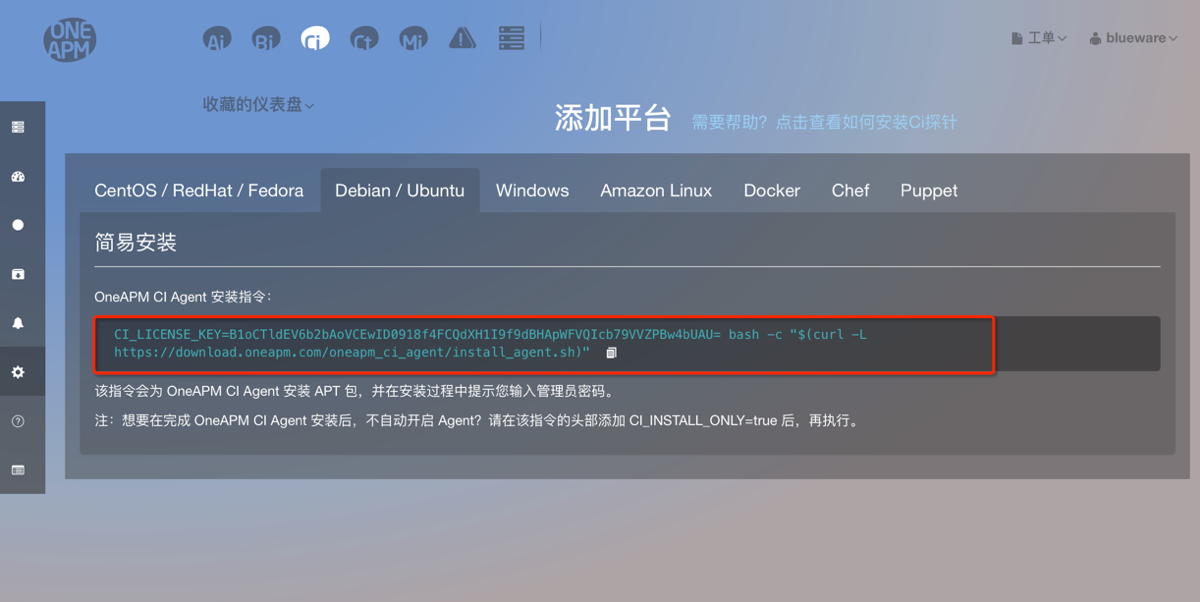 ONE
APM
Ai Bi Ci Ct Mi
工单 blueware
收藏的仪表盘
添加平台 需要帮助？点击查看如何安装Ci探针
CentOS / RedHat / Fedora Debian / Ubuntu Windows Amazon Linux Docker Chef Puppet
简易安装
OneAPM CI Agent 安装指令：
CI_LICENSE_KEY=B1oCTldEV6b2bAoVCEwID0918f4FCQdXH1I9f9dBHApWFVQIcb79VVZPBw4bUAU= bash -c "$(curl -L
https://download.oneapm.com/oneapm_ci_agent/install_agent.sh)"
该指令会为 OneAPM CI Agent 安装 APT 包，并在安装过程中提示您输入管理员密码。
注：想要在完成 OneAPM CI Agent 安装后，不自动开启 Agent？请在该指令的头部添加 CI_INSTALL_ONLY=true 后，再执行。